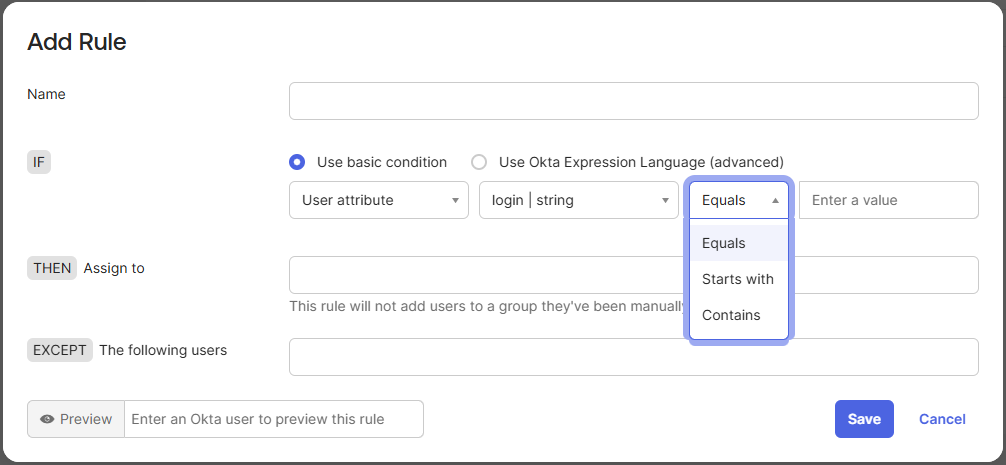 Add Rule
Name
IF
Use basic condition
Use Okta Expression Language (advanced)
User attribute
login | string
Equals
Enter a value
Equals
Starts with
Contains
THEN Assign to
This rule will not add users to a group they've been manually
EXCEPT The following users
Preview
Enter an Okta user to preview this rule
Save
Cancel